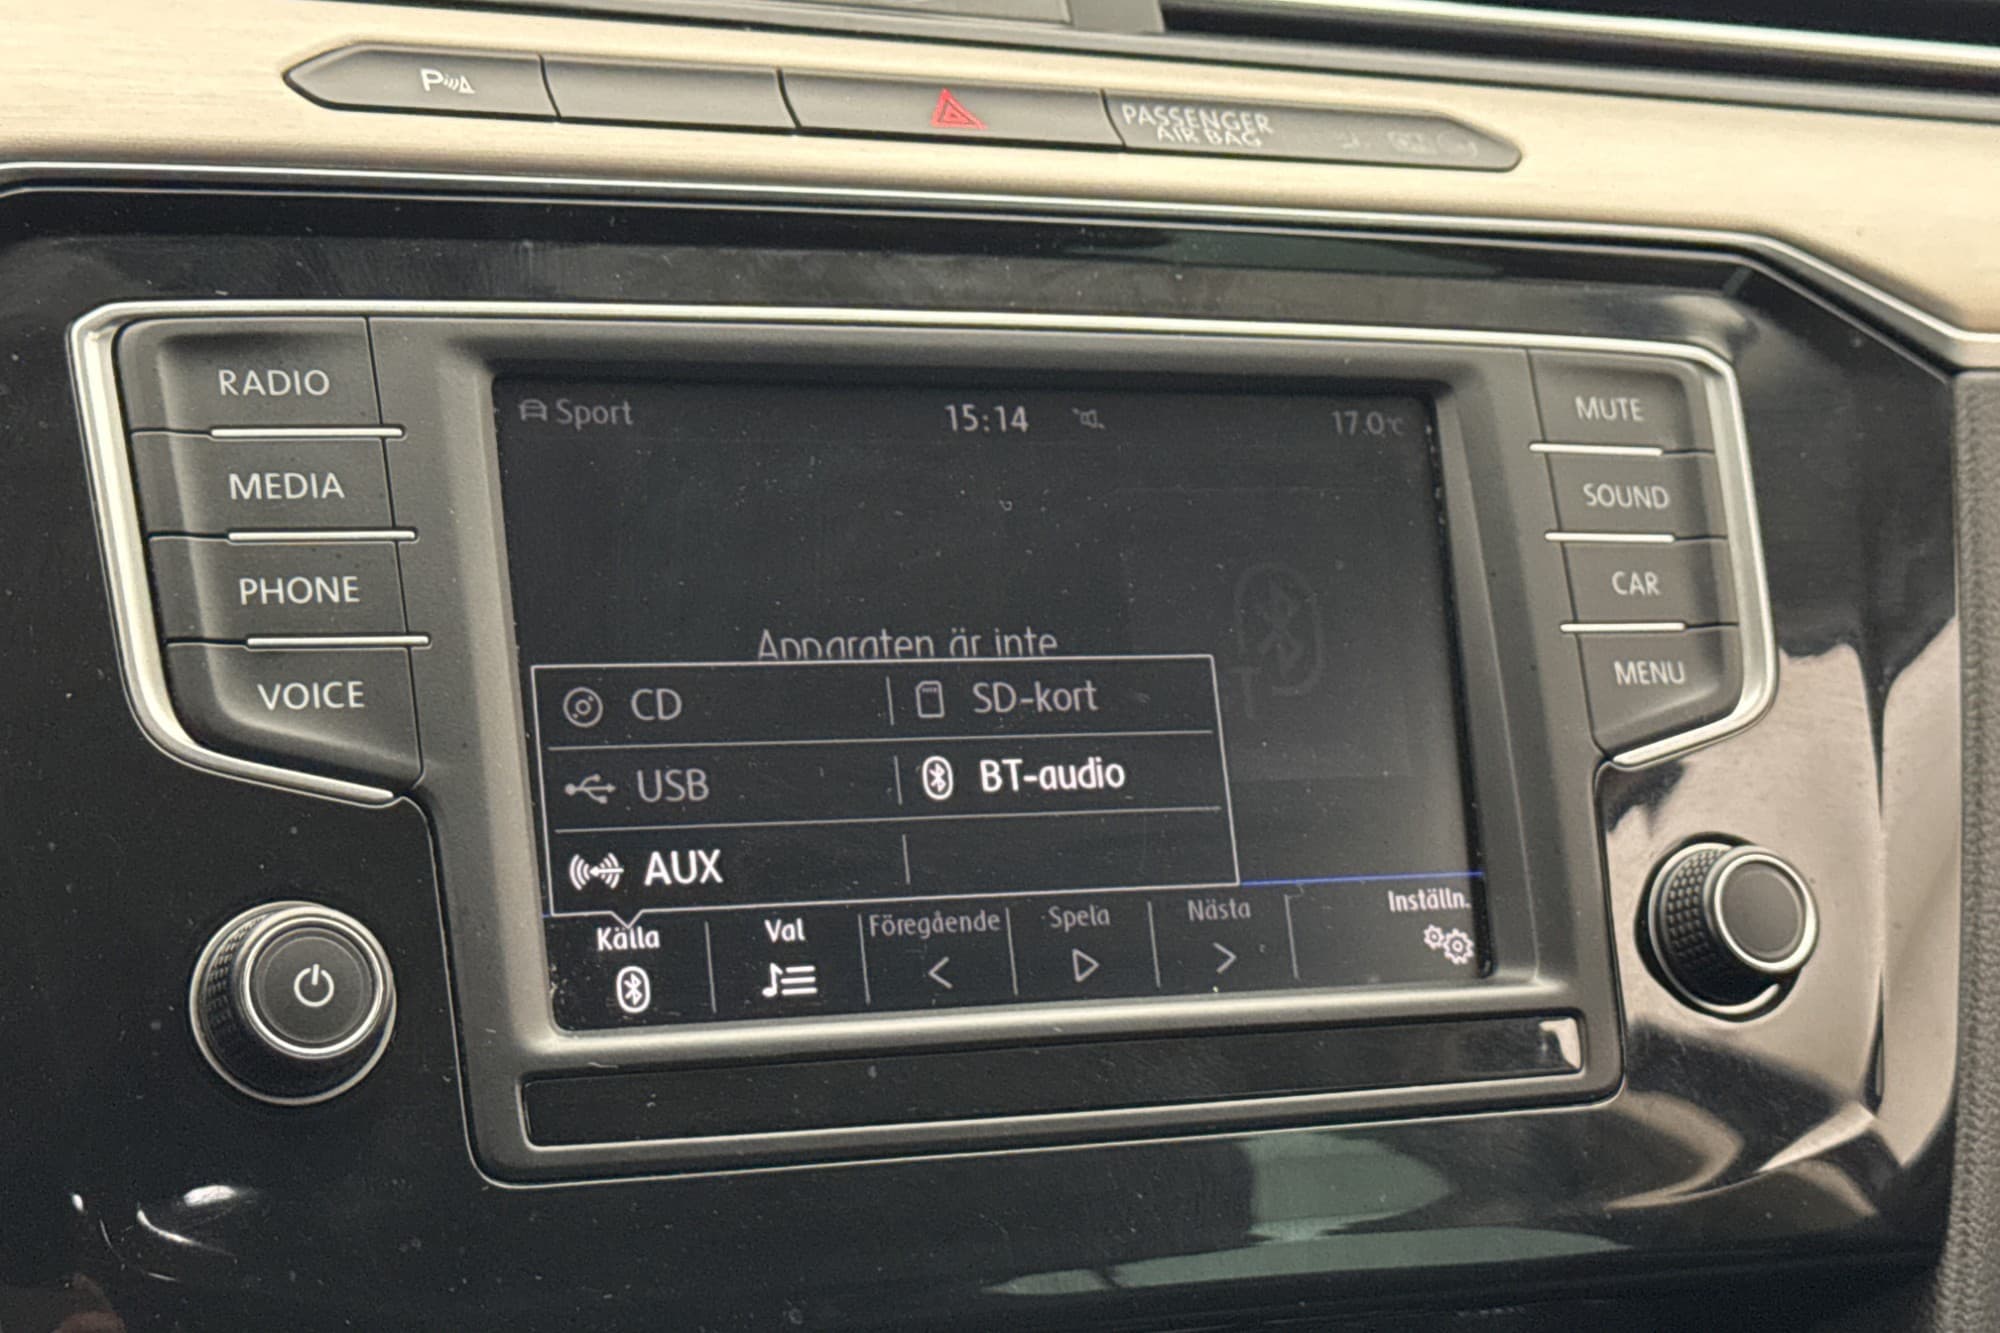 P
PASSENGER
AIR BAG
RADIO
MEDIA
PHONE
VOICE
MUTE
SOUND
CAR
MENU
Sport 15:14 17.0°C
Apparaten är inte
CD SD-kort
USB BT-audio
AUX
Källa Val Föregående Spela Nästa Inställn.